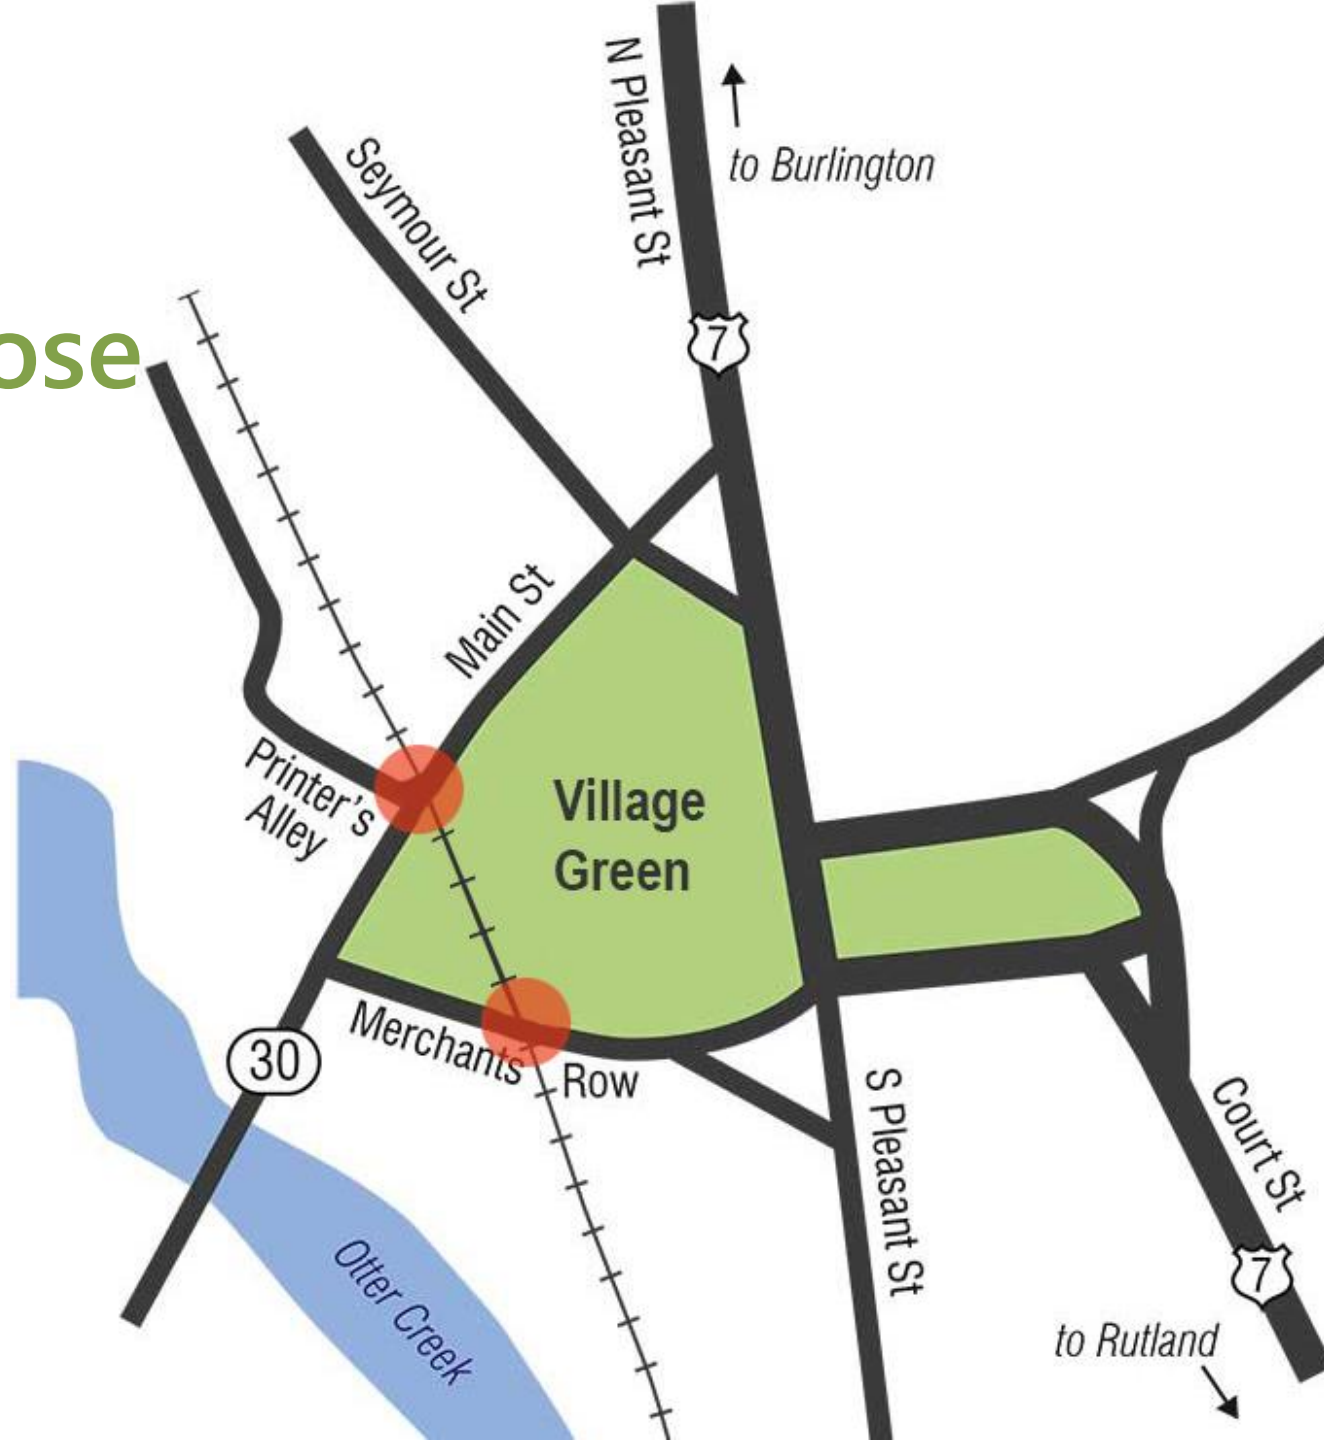 N Pleasant St
to Burlington
Seymour St
7
ose
Main St
Printer's
Alley
Village
Green
30
Merchants Row
S Pleasant St
Court St
Otter Creek
7
to Rutland